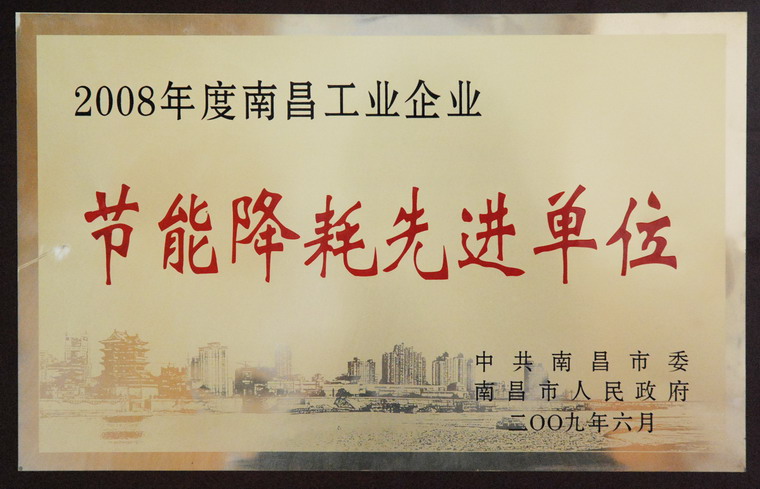 2008年度南昌工业企业
节能降耗先进单位
中共南昌市委
南昌市人民政府
二〇〇九年六月